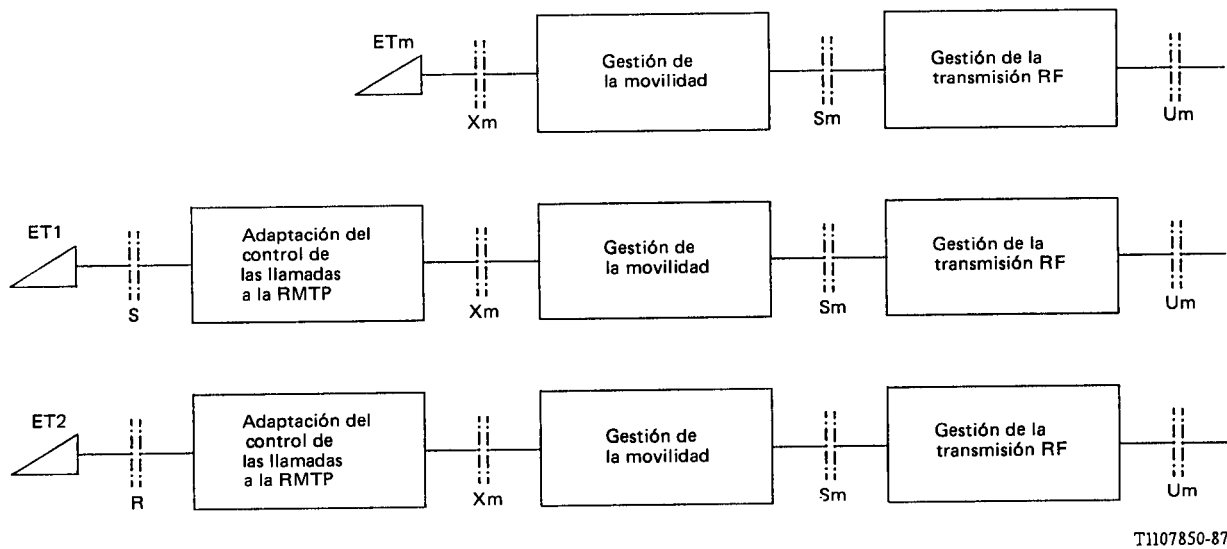 ETm
Gestión de
la movilidad
Gestión de la
transmisión RF
Xm
Sm
Um
ET1
Adaptación del
control de
las llamadas
a la RMTP
Gestión de
la movilidad
Gestión de la
transmisión RF
S
Xm
Sm
Um
ET2
Adaptación del
control de
las llamadas
a la RMTP
Gestión de
la movilidad
Gestión de la
transmisión RF
R
Xm
Sm
Um
T1107850-87